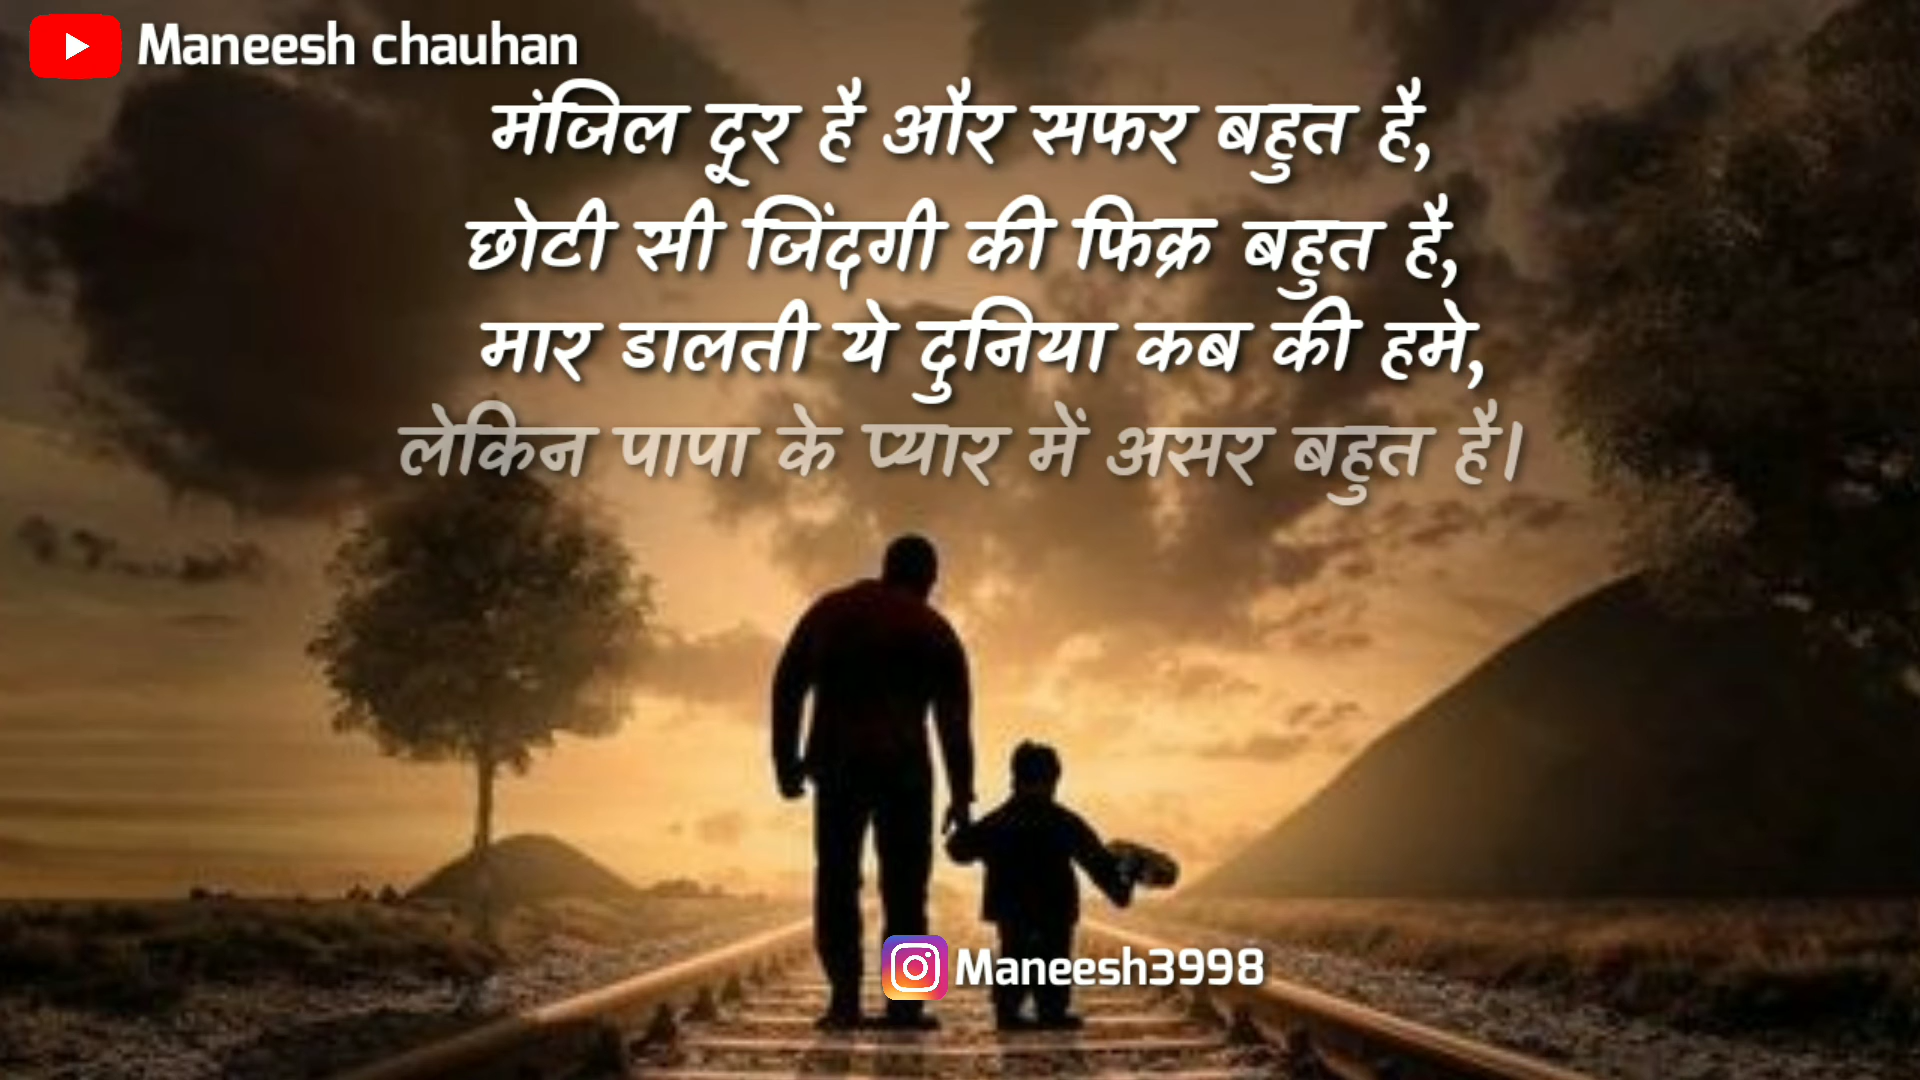 Maneesh chauhan
मंजिल दूर है और सफर बहुत है,
छोटी सी जिंदगी की फिक्र बहुत है,
मार डालती ये दुनिया कब की हमे,
लेकिन पापा के प्यार में असर बहुत है।
Maneesh3998